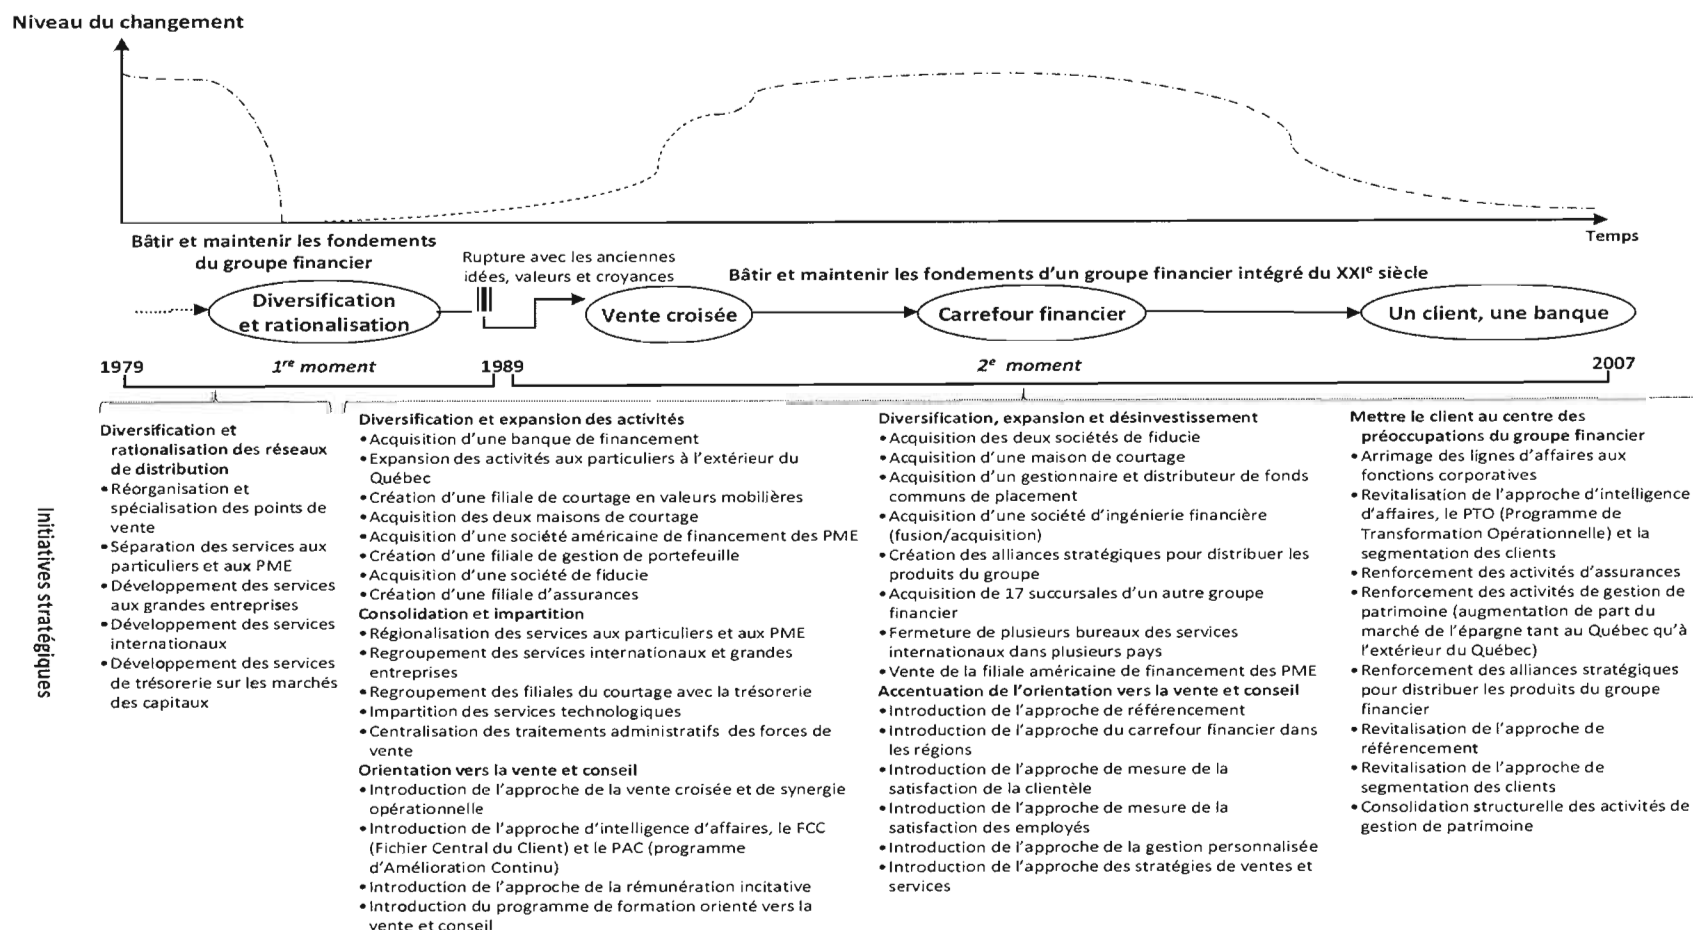 Niveau du changement
Temps
Bâtir et maintenir les fondements
du groupe financier
Rupture avec les anciennes
idées, valeurs et croyances
Bâtir et maintenir les fondements d'un groupe financier intégré du XXIe siècle
Diversification
et rationalisation
Vente croisée
Carrefour financier
Un client, une banque
1979
1re moment
1989
2e moment
2007
Initiatives stratégiques
Diversification et
rationalisation des réseaux
de distribution
•Réorganisation et
spécialisation des points de
vente
•Séparation des services aux
particuliers et aux PME
•Développement des services
aux grandes entreprises
•Développement des services
internationaux
•Développement des services
de trésorerie sur les marchés
des capitaux
Diversification et expansion des activités
•Acquisition d'une banque de financement
•Expansion des activités aux particuliers à l'extérieur du
Québec
•Création d'une filiale de courtage en valeurs mobilières
•Acquisition des deux maisons de courtage
•Acquisition d'une société américaine de financement des PME
•Création d'une filiale de gestion de portefeuille
•Acquisition d'une société de fiducie
•Création d'une filiale d'assurances
Consolidation et impartition
•Régionalisation des services aux particuliers et aux PME
•Regroupement des services internationaux et grandes
entreprises
•Regroupement des filiales du courtage avec la trésorerie
•Impartition des services technologiques
•Centralisation des traitements administratifs des forces de
vente
Orientation vers la vente et conseil
•Introduction de l'approche de la vente croisée et de synergie
opérationnelle
•Introduction de l'approche d'intelligence d'affaires, le FCC
(Fichier Central du Client) et le PAC (programme
d'Amélioration Continu)
•Introduction de l'approche de la rémunération incitative
•Introduction du programme de formation orienté vers la
vente et conseil
Diversification, expansion et désinvestissement
•Acquisition des deux sociétés de fiducie
•Acquisition d'une maison de courtage
•Acquisition d'un gestionnaire et distributeur de fonds
communs de placement
•Acquisition d'une société d'ingénierie financière
(fusion/acquisition)
•Création des alliances stratégiques pour distribuer les
produits du groupe
•Acquisition de 17 succursales d'un autre groupe
financier
•Fermeture de plusieurs bureaux des services
internationaux dans plusieurs pays
•Vente de la filiale américaine de financement des PME
Accentuation de l'orientation vers la vente et conseil
•Introduction de l'approche de référencement
•Introduction de l'approche du carrefour financier dans
les régions
•Introduction de l'approche de mesure de la
satisfaction de la clientèle
•Introduction de l'approche de mesure de la
satisfaction des employés
•Introduction de l'approche de la gestion personnalisée
•Introduction de l'approche des stratégies de ventes et
services
Mettre le client au centre des
préoccupations du groupe financier
•Arrimage des lignes d'affaires aux
fonctions corporatives
•Revitalisation de l'approche d'intelligence
d'affaires, le PTO (Programme de
Transformation Opérationnelle) et la
segmentation des clients
•Renforcement des activités d'assurances
•Renforcement des activités de gestion de
patrimoine (augmentation de part du
marché de l'épargne tant au Québec qu'à
l'extérieur du Québec)
•Renforcement des alliances stratégiques
pour distribuer les produits du groupe
financier
•Revitalisation de l'approche de
référencement
•Revitalisation de l'approche de
segmentation des clients
•Consolidation structurelle des activités de
gestion de patrimoine